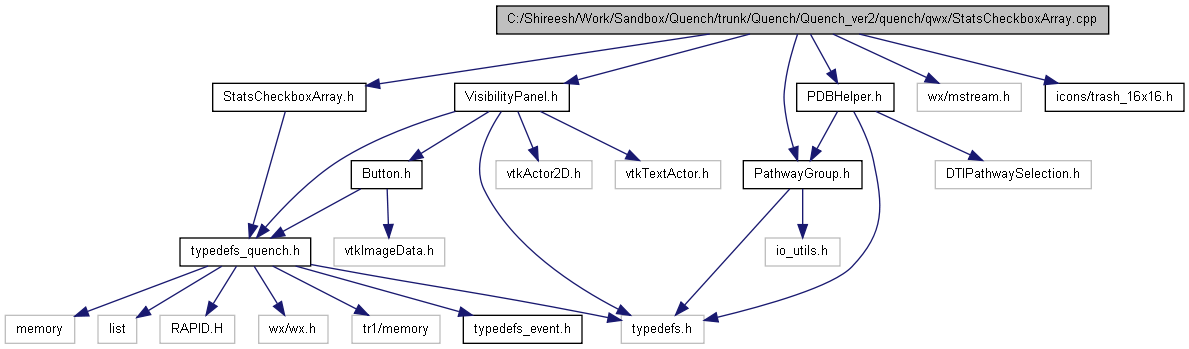 C:/Shireesh/Work/Sandbox/Quench/trunk/Quench/Quench_ver2/quench/qwx/StatsCheckboxArray.cpp
StatsCheckboxArray.h
VisibilityPanel.h
PDBHelper.h
wx/mstream.h
icons/trash_16x16.h
Button.h
vtkActor2D.h
vtkTextActor.h
PathwayGroup.h
DTIPathwaySelection.h
typedefs_quench.h
vtkImageData.h
io_utils.h
memory
list
RAPID.H
wx/wx.h
tr1/memory
typedefs_event.h
typedefs.h